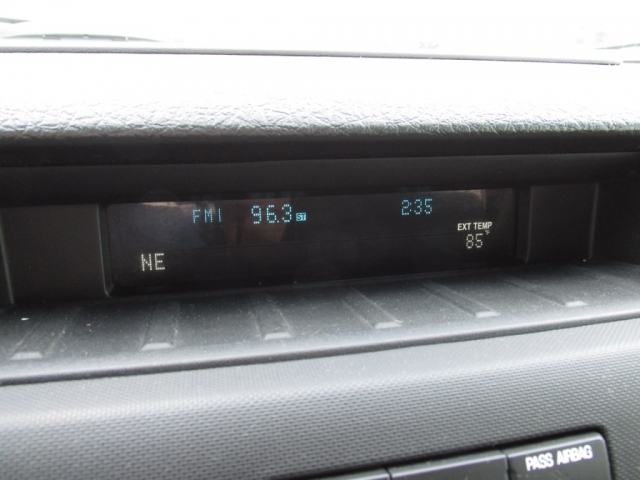 FM1 96.3 ST 2:35
EXT TEMP
NE 85°F
PASS AIRBAG